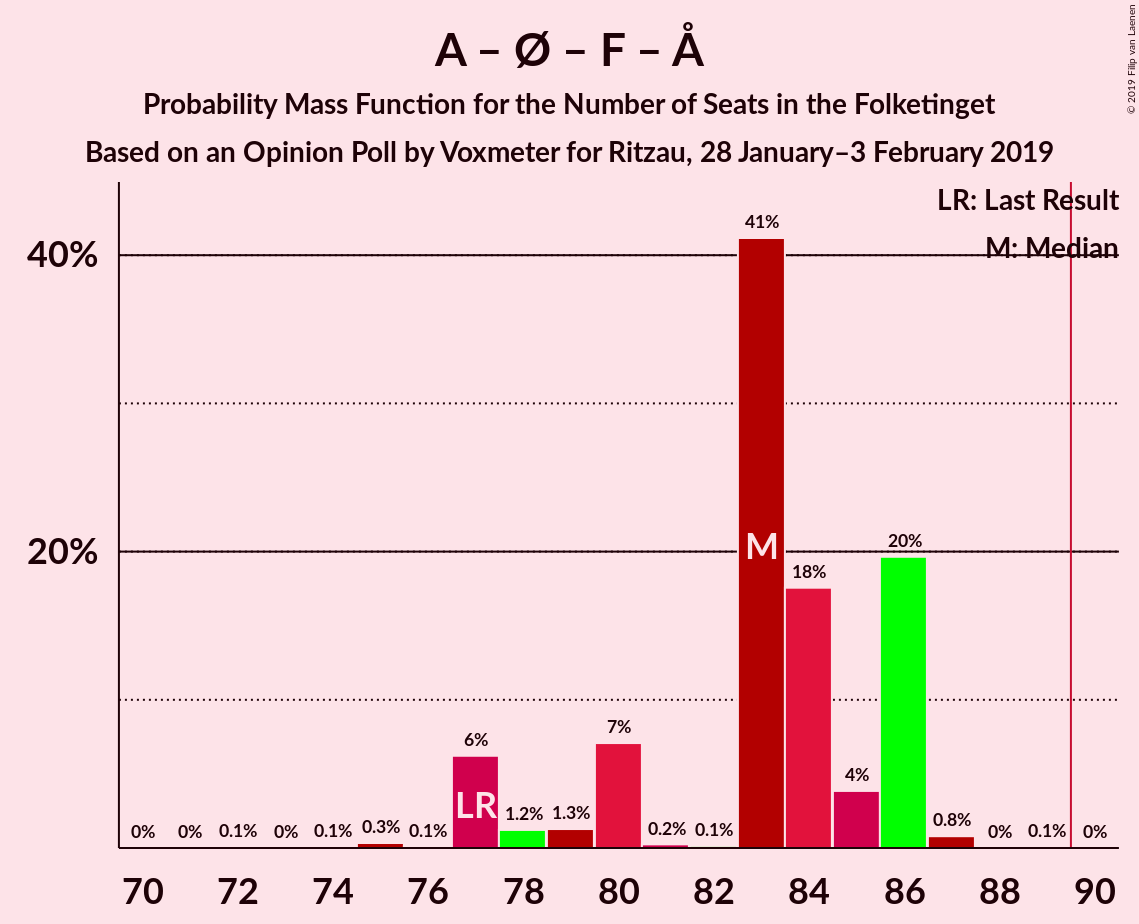 A – Ø – F – Å
Probability Mass Function for the Number of Seats in the Folketinget
Based on an Opinion Poll by Voxmeter for Ritzau, 28 January–3 February 2019
© 2019 Filip van Laenen
LR: Last Result
M: Median
40%
20%
0% 0% 0.1% 0% 0.1% 0.3% 0.1% 6% 1.2% 1.3% 7% 0.2% 0.1% 41% 18% 4% 20% 0.8% 0% 0.1% 0%
LR
M
70 72 74 76 78 80 82 84 86 88 90